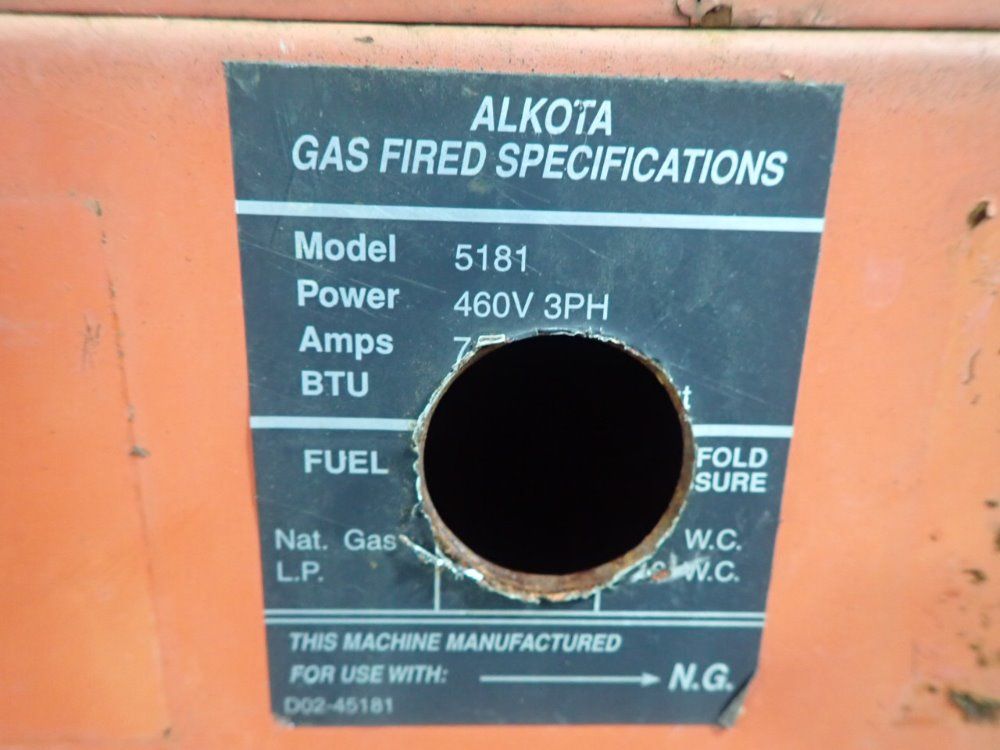 ALKOTA
GAS FIRED SPECIFICATIONS
Model 5181
Power 460V 3PH
Amps 7
BTU
FUEL FOLD
SURE
Nat. Gas W.C.
L.P. W.C.
THIS MACHINE MANUFACTURED
FOR USE WITH: N.G.
D02-45181